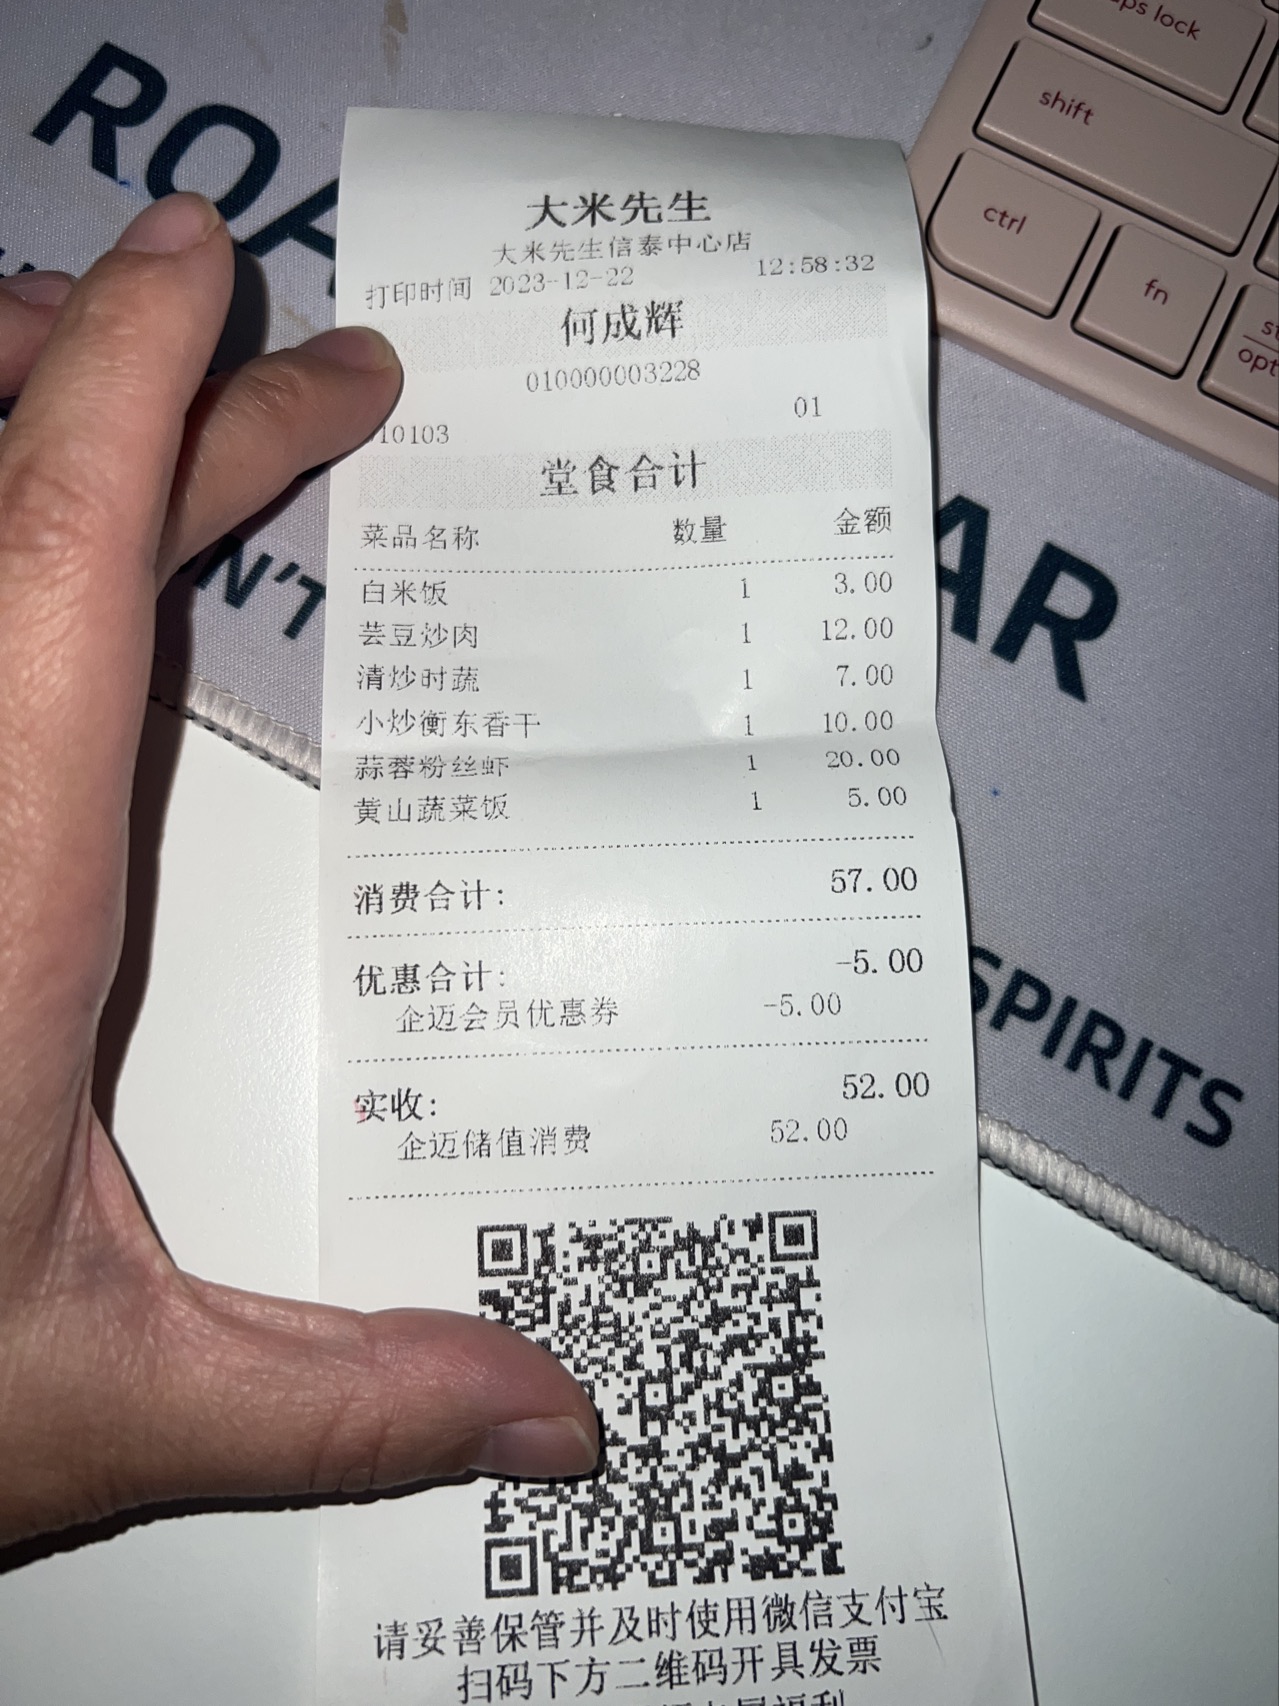 caps lock
shift
ctrl
fn
opt
ROA
N'T
AR
SPIRITS
大米先生
大米先生信泰中心店
打印时间 2023-12-22 12:58:32
何成辉
010000003228
01
10103
堂食合计
菜品名称 数量 金额
白米饭 1 3.00
芸豆炒肉 1 12.00
清炒时蔬 1 7.00
小炒衡东香干 1 10.00
蒜蓉粉丝虾 1 20.00
黄山蔬菜饭 1 5.00
消费合计: 57.00
优惠合计: -5.00
企迈会员优惠券 -5.00
实收: 52.00
企迈储值消费 52.00
请妥善保管并及时使用微信支付宝
扫码下方二维码开具发票